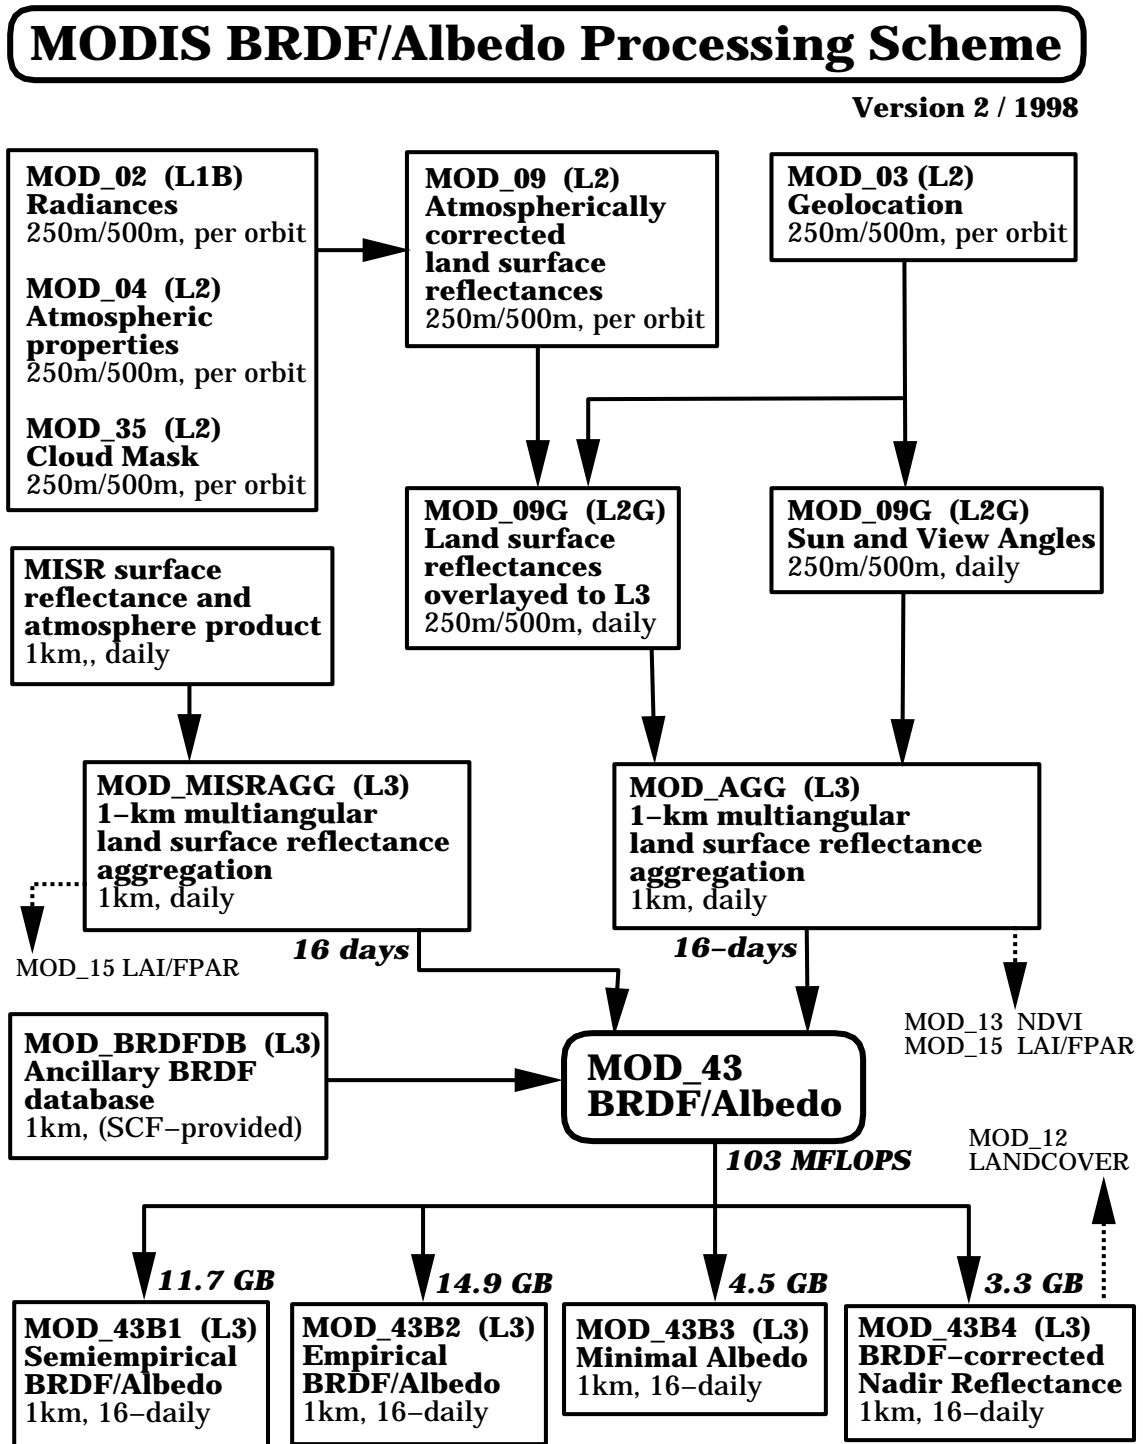 MODIS BRDF/Albedo Processing Scheme
Version 2 / 1998
MOD_02 (L1B)
Radiances
250m/500m, per orbit
MOD_04 (L2)
Atmospheric
properties
250m/500m, per orbit
MOD_35 (L2)
Cloud Mask
250m/500m, per orbit
MOD_09 (L2)
Atmospherically
corrected
land surface
reflectances
250m/500m, per orbit
MOD_03 (L2)
Geolocation
250m/500m, per orbit
MOD_09G (L2G)
Land surface
reflectances
overlayed to L3
250m/500m, daily
MOD_09G (L2G)
Sun and View Angles
250m/500m, daily
MISR surface
reflectance and
atmosphere product
1km,, daily
MOD_MISRAGG (L3)
1−km multiangular
land surface reflectance
aggregation
1km, daily
MOD_AGG (L3)
1−km multiangular
land surface reflectance
aggregation
1km, daily
16 days
16−days
MOD_15 LAI/FPAR
MOD_13 NDVI
MOD_15 LAI/FPAR
MOD_BRDFDB (L3)
Ancillary BRDF
database
1km, (SCF−provided)
MOD_43
BRDF/Albedo
103 MFLOPS
MOD_12
LANDCOVER
11.7 GB
14.9 GB
4.5 GB
3.3 GB
MOD_43B1 (L3)
Semiempirical
BRDF/Albedo
1km, 16−daily
MOD_43B2 (L3)
Empirical
BRDF/Albedo
1km, 16−daily
MOD_43B3 (L3)
Minimal Albedo
1km, 16−daily
MOD_43B4 (L3)
BRDF−corrected
Nadir Reflectance
1km, 16−daily